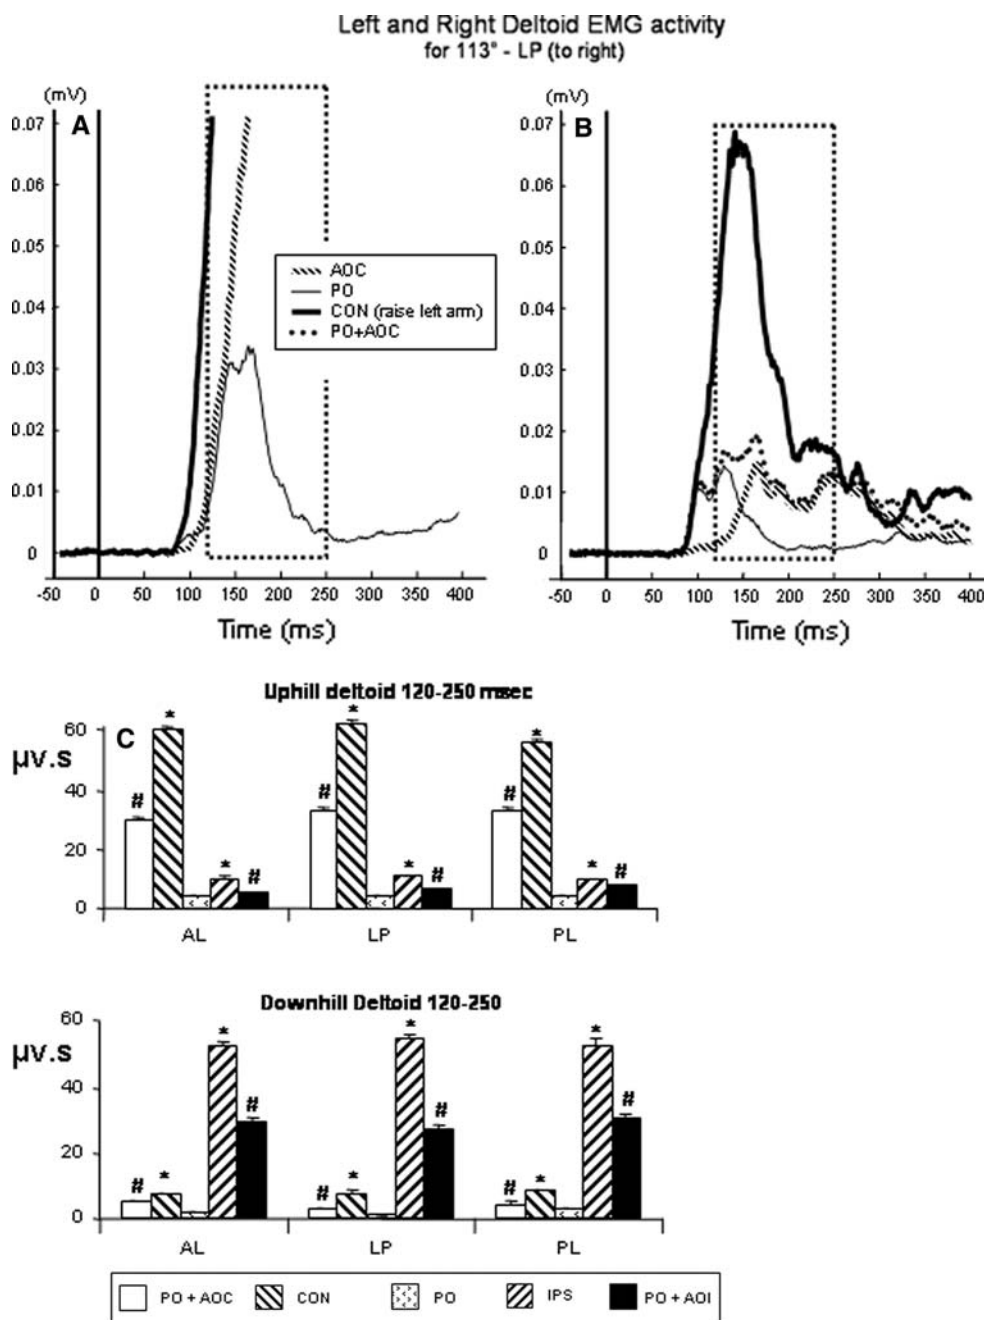 Left and Right Deltoid EMG activity
for 113° - LP (to right)
(mV)
A
0.07
0.06
0.05
0.04
0.03
0.02
0.01
0
-50 0 50 100 150 200 250 300 350 400
Time (ms)
AOC
PO
CON (raise left arm)
PO+AOC
(mV)
B
0.07
0.06
0.05
0.04
0.03
0.02
0.01
0
-50 0 50 100 150 200 250 300 350 400
Time (ms)
Uphill deltoid 120-250 msec
C
µv.s
60
40
20
0
# * * #
# * * #
# * * #
AL LP PL
Downhill Deltoid 120-250
µv.s
60
40
20
0
# * * #
# * * #
# * * #
AL LP PL
PO + AOC CON PO IPS PO + AOI